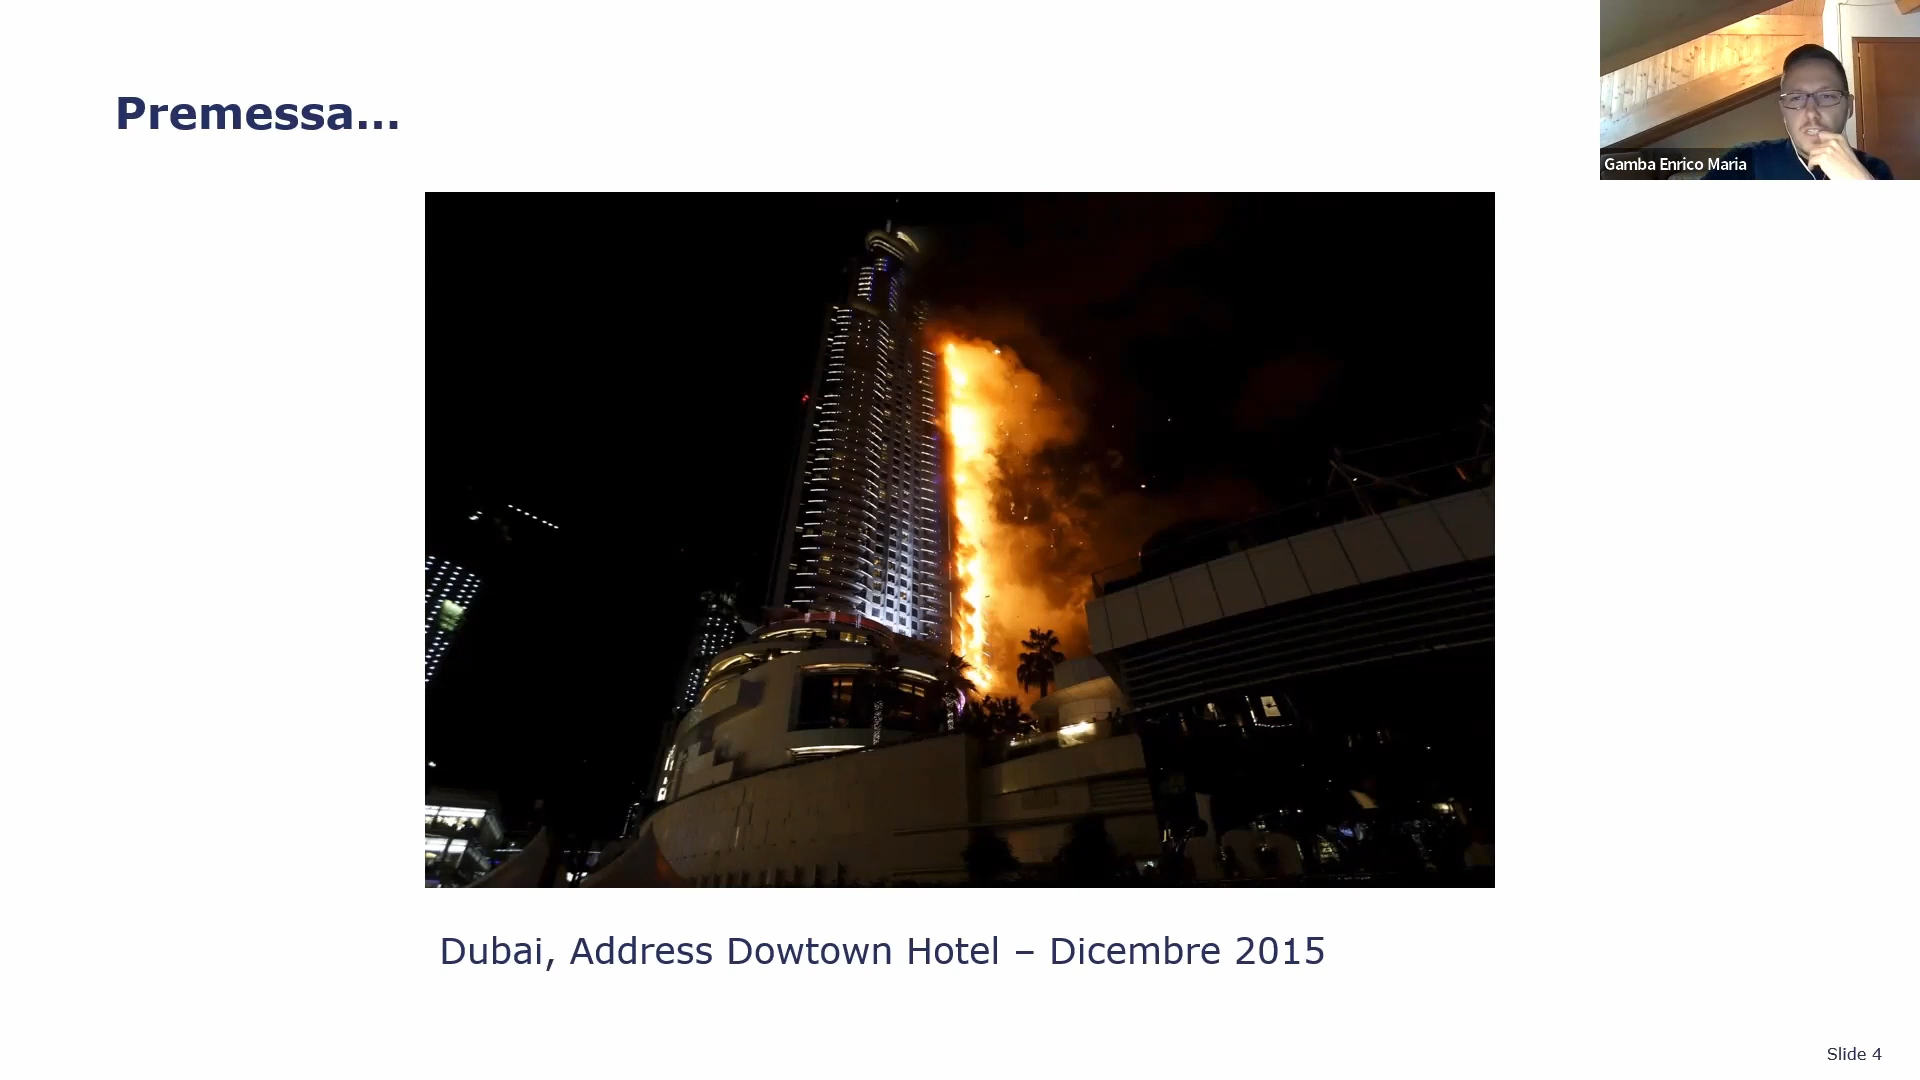 Premessa...
Gamba Enrico Maria
Dubai, Address Dowtown Hotel – Dicembre 2015
Slide 4